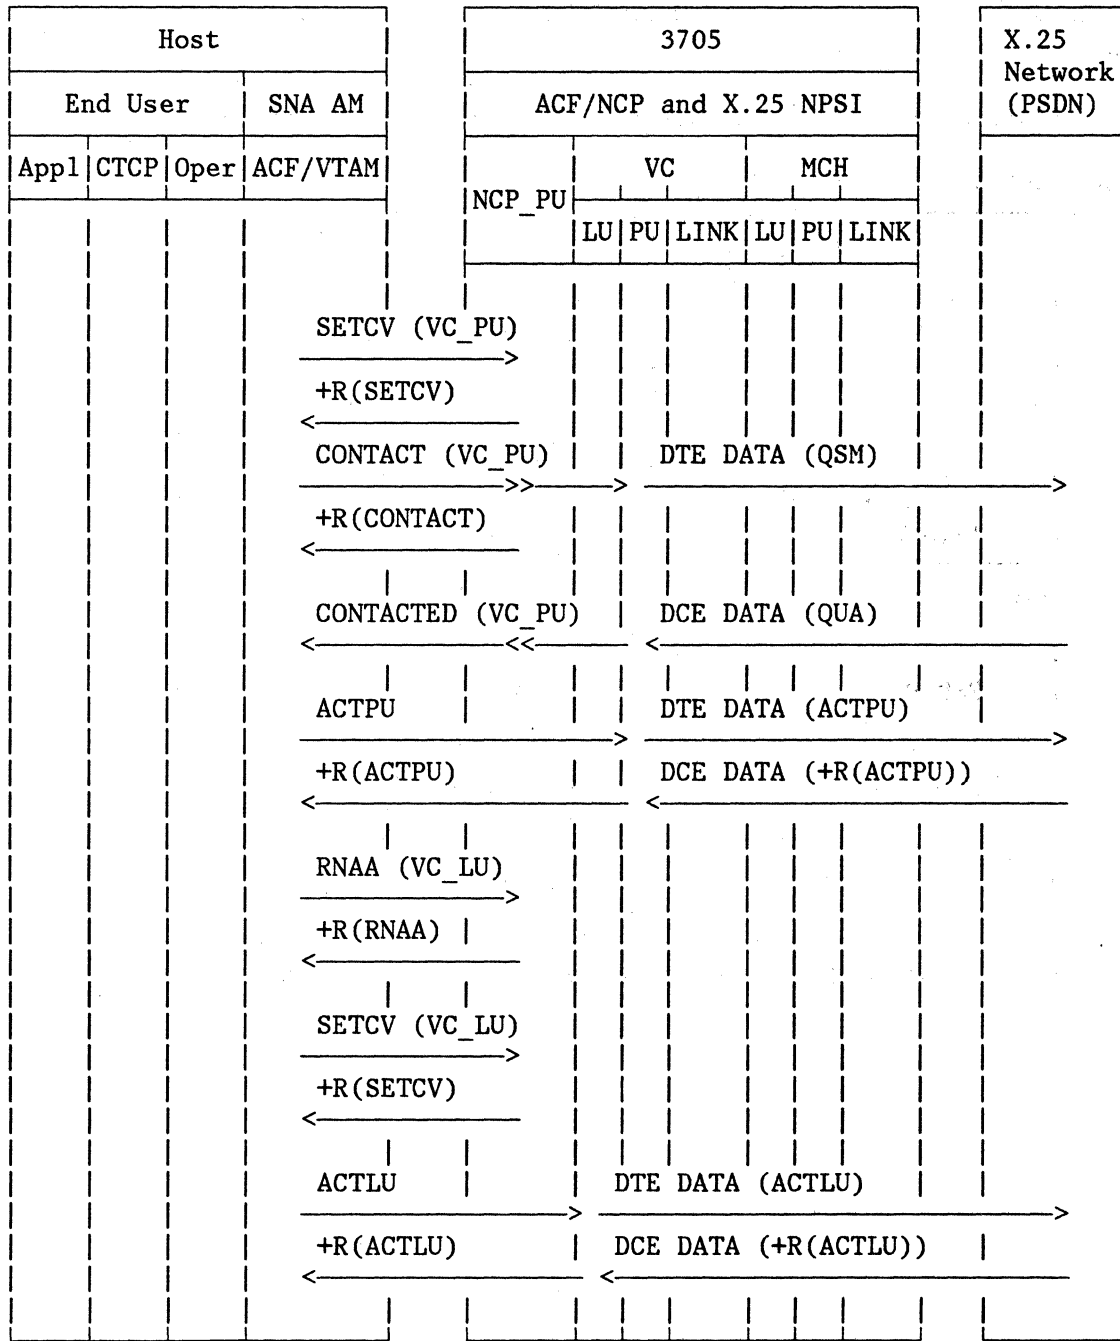 Host 3705 X.25
Network
End User SNA AM ACF/NCP and X.25 NPSI (PSDN)
Appl CTCP Oper ACF/VTAM VC MCH
NCP_PU
LU PU LINK LU PU LINK
SETCV (VC_PU)
+R(SETCV)
CONTACT (VC_PU) DTE DATA (QSM)
+R(CONTACT)
CONTACTED (VC_PU) DCE DATA (QUA)
ACTPU DTE DATA (ACTPU)
+R(ACTPU) DCE DATA (+R(ACTPU))
RNAA (VC_LU)
+R(RNAA)
SETCV (VC_LU)
+R(SETCV)
ACTLU DTE DATA (ACTLU)
+R(ACTLU) DCE DATA (+R(ACTLU))